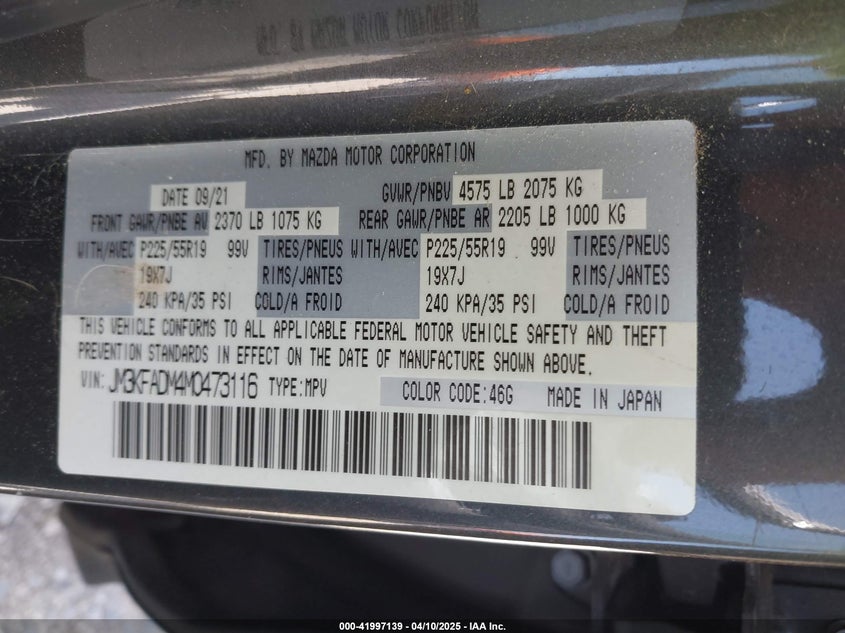 MFD. BY MAZDA MOTOR CORPORATION
DATE 09/21 GVWR/PNBV 4575 LB 2075 KG
FRONT GAWR/PNBE AV 2370 LB 1075 KG REAR GAWR/PNBE AR 2205 LB 1000 KG
WITH/AVEC P225/55R19 99V TIRES/PNEUS WITH/AVEC P225/55R19 99V TIRES/PNEUS
19X7J RIMS/JANTES 19X7J RIMS/JANTES
240 KPA/35 PSI COLD/A FROID 240 KPA/35 PSI COLD/A FROID
THIS VEHICLE CONFORMS TO ALL APPLICABLE FEDERAL MOTOR VEHICLE SAFETY AND THEFT
PREVENTION STANDARDS IN EFFECT ON THE DATE OF MANUFACTURE SHOWN ABOVE.
VIN: JM3KFADM4M0473116 TYPE:MPV COLOR CODE:46G MADE IN JAPAN
000-41997139 - 04/10/2025 - IAA Inc.